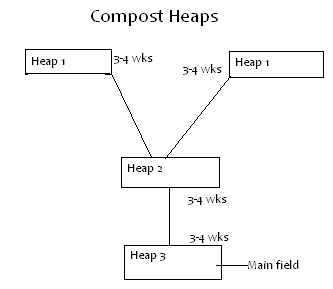 Compost Heaps
Heap 1
3-4 wks
3-4 wks
Heap 1
Heap 2
3-4 wks
3-4 wks
Heap 3
Main field